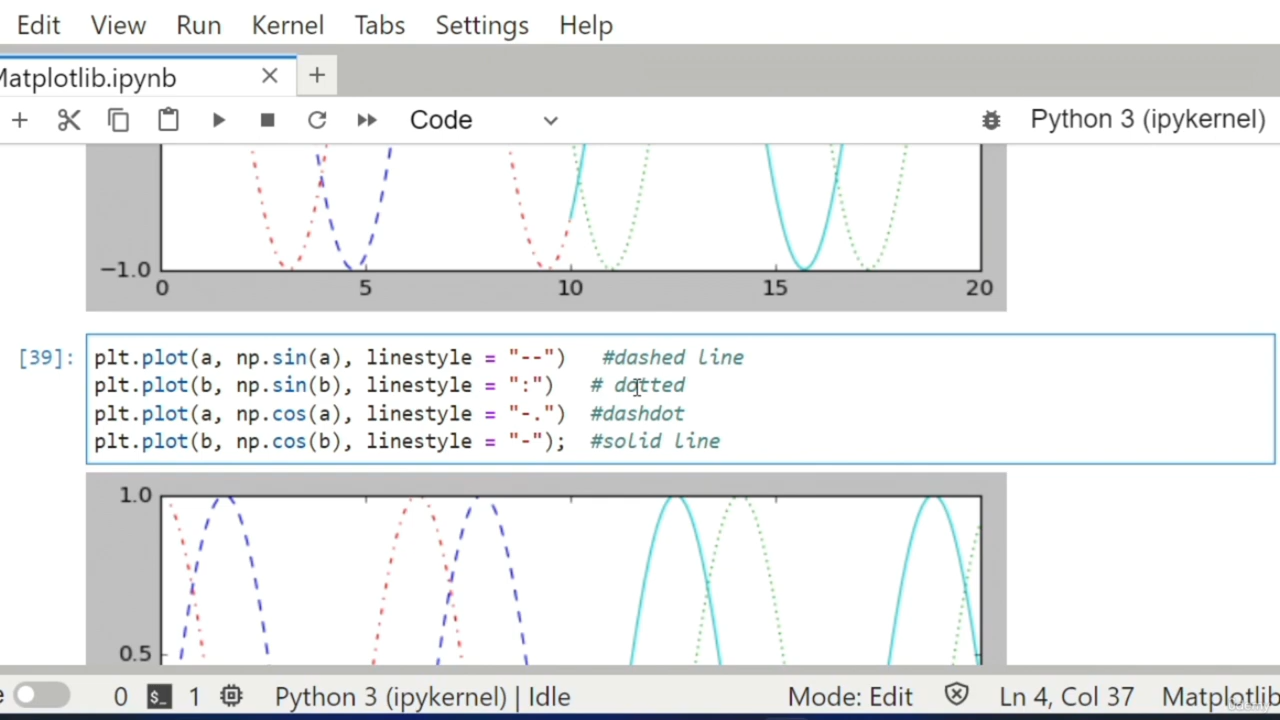 Edit View Run Kernel Tabs Settings Help
Matplotlib.ipynb
Code Python 3 (ipykernel)
−1.0
0 5 10 15 20
[39]: plt.plot(a, np.sin(a), linestyle = "--")   #dashed line
plt.plot(b, np.sin(b), linestyle = ":")   # dotted
plt.plot(a, np.cos(a), linestyle = "-.")  #dashdot
plt.plot(b, np.cos(b), linestyle = "-");  #solid line
1.0
0.5
e 0 $_ 1 Python 3 (ipykernel) | Idle Mode: Edit Ln 4, Col 37 Matplotlib
Udemy